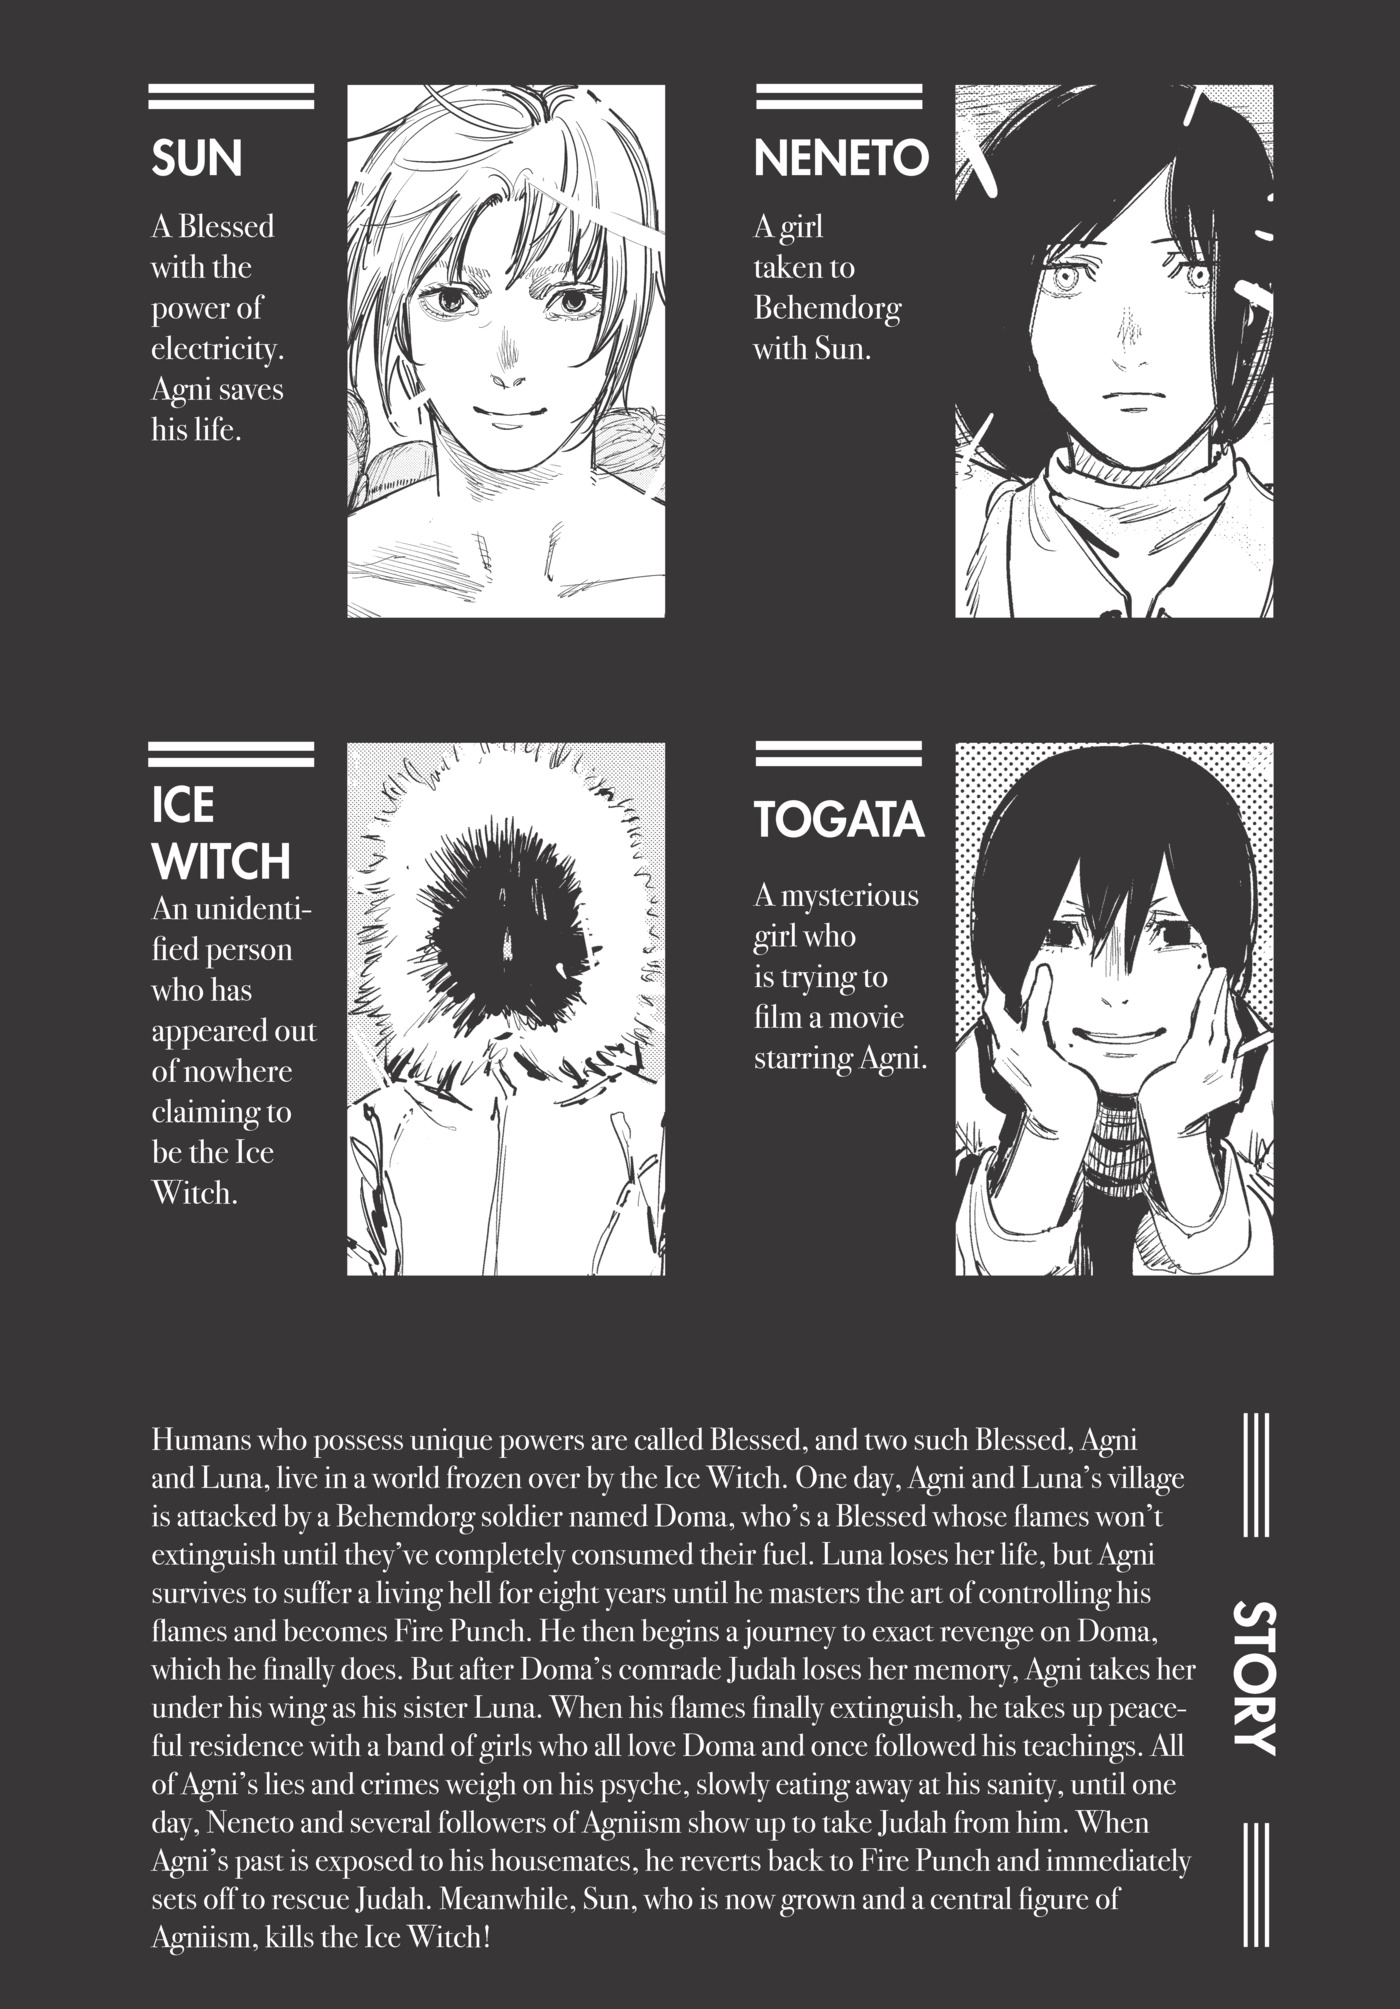 SUN
A Blessed
with the
power of
electricity.
Agni saves
his life.
NENETO
A girl
taken to
Behemdorg
with Sun.
ICE
WITCH
An unidenti-
fied person
who has
appeared out
of nowhere
claiming to
be the Ice
Witch.
TOGATA
A mysterious
girl who
is trying to
film a movie
starring Agni.
STORY
Humans who possess unique powers are called Blessed, and two such Blessed, Agni
and Luna, live in a world frozen over by the Ice Witch. One day, Agni and Luna's village
is attacked by a Behemdorg soldier named Doma, who's a Blessed whose flames won't
extinguish until they've completely consumed their fuel. Luna loses her life, but Agni
survives to suffer a living hell for eight years until he masters the art of controlling his
flames and becomes Fire Punch. He then begins a journey to exact revenge on Doma,
which he finally does. But after Doma's comrade Judah loses her memory, Agni takes her
under his wing as his sister Luna. When his flames finally extinguish, he takes up peace-
ful residence with a band of girls who all love Doma and once followed his teachings. All
of Agni's lies and crimes weigh on his psyche, slowly eating away at his sanity, until one
day, Neneto and several followers of Agniism show up to take Judah from him. When
Agni's past is exposed to his housemates, he reverts back to Fire Punch and immediately
sets off to rescue Judah. Meanwhile, Sun, who is now grown and a central figure of
Agniism, kills the Ice Witch!